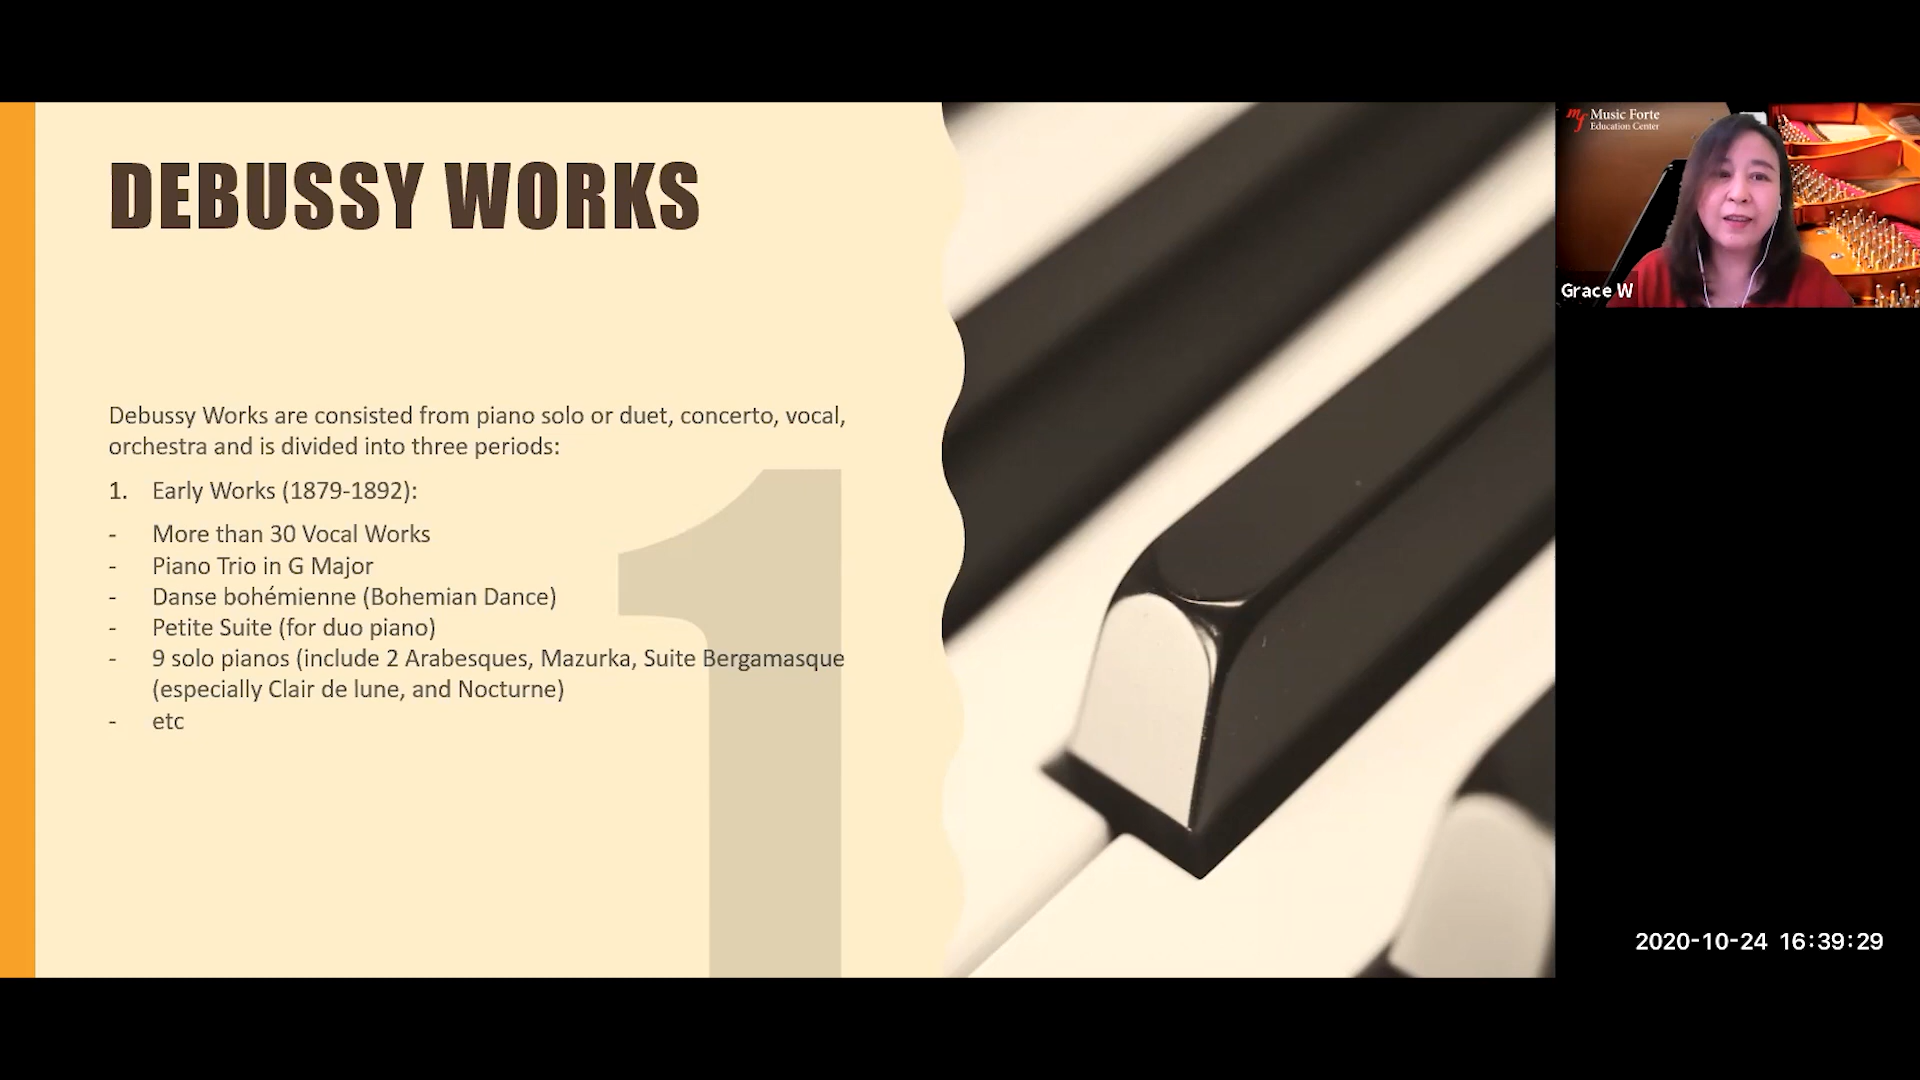 DEBUSSY WORKS
Debussy Works are consisted from piano solo or duet, concerto, vocal,
orchestra and is divided into three periods:
1. Early Works (1879-1892):
- More than 30 Vocal Works
- Piano Trio in G Major
- Danse bohémienne (Bohemian Dance)
- Petite Suite (for duo piano)
- 9 solo pianos (include 2 Arabesques, Mazurka, Suite Bergamasque
(especially Clair de lune, and Nocturne)
- etc
1
mf Music Forte
Education Center
Grace W
2020-10-24 16:39:29